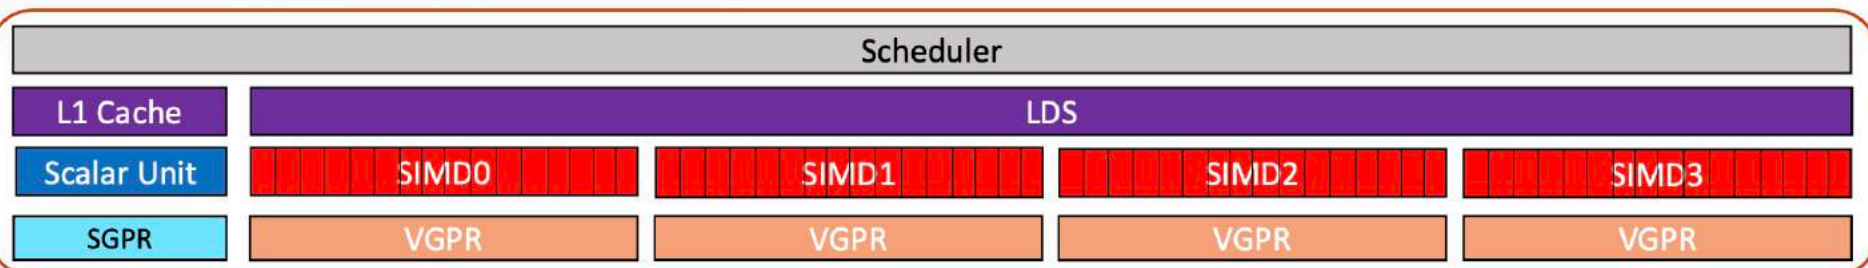 Scheduler
L1 Cache LDS
Scalar Unit SIMD0 SIMD1 SIMD2 SIMD3
SGPR VGPR VGPR VGPR VGPR